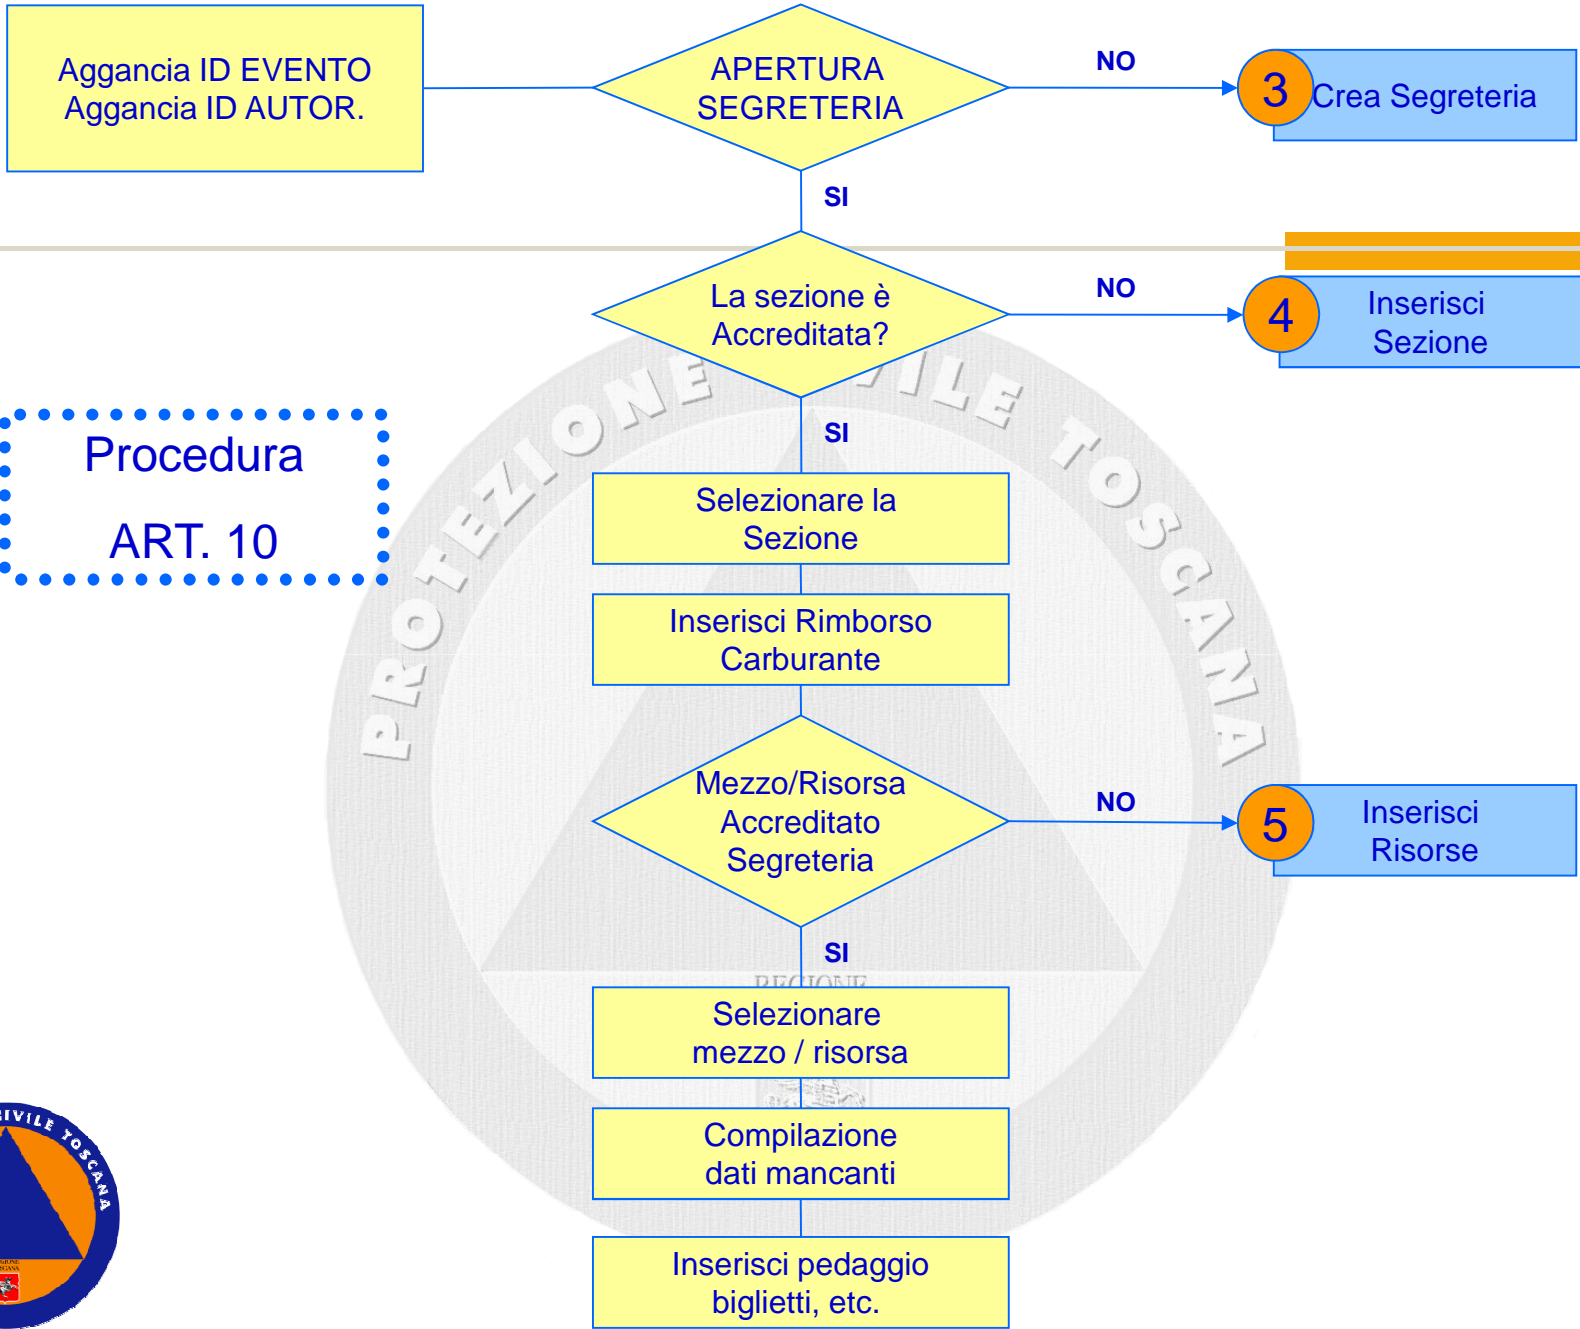 Aggancia ID EVENTO
Aggancia ID AUTOR.
APERTURA
SEGRETERIA
NO
3
Crea Segreteria
SI
La sezione è
Accreditata?
NO
4
Inserisci
Sezione
Procedura
ART. 10
SI
Selezionare la
Sezione
Inserisci Rimborso
Carburante
Mezzo/Risorsa
Accreditato
Segreteria
NO
5
Inserisci
Risorse
SI
Selezionare
mezzo / risorsa
Compilazione
dati mancanti
Inserisci pedaggio
biglietti, etc.
PROTEZIONE CIVILE TOSCANA
REGIONE
CIVILE TOSCANA